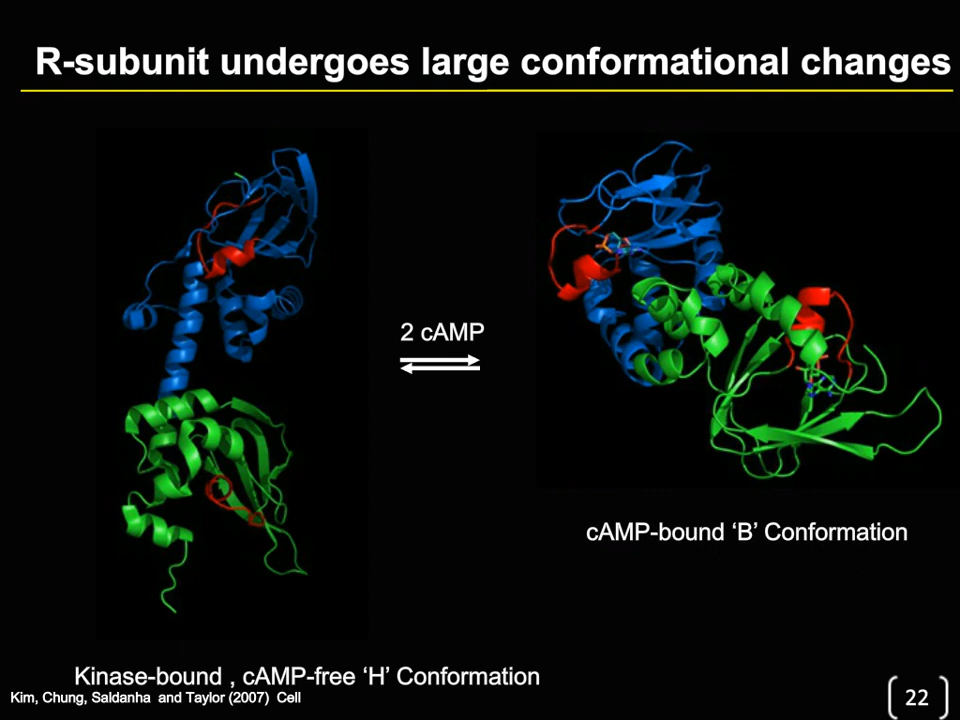 R-subunit undergoes large conformational changes
2 cAMP
cAMP-bound ‘B’ Conformation
Kinase-bound , cAMP-free ‘H’ Conformation
Kim, Chung, Saldanha and Taylor (2007) Cell
22